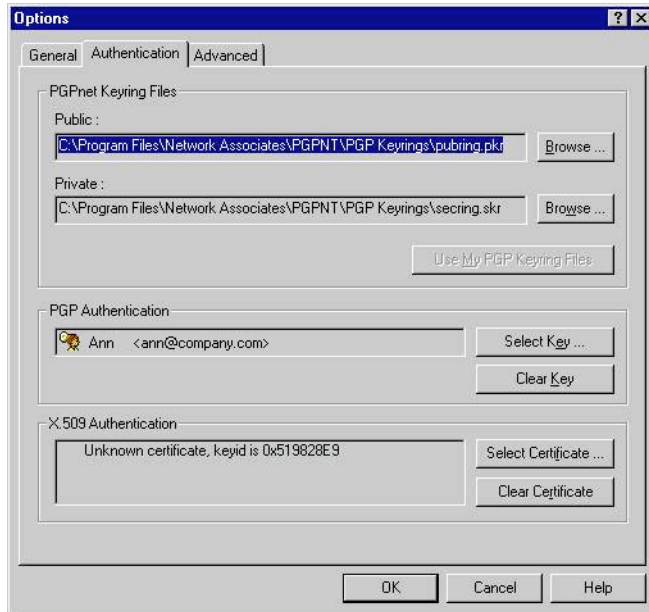 Options
General Authentication Advanced
PGPnet Keyring Files
Public :
C:\Program Files\Network Associates\PGPNT\PGP Keyrings\pubring.pkr Browse ...
Private :
C:\Program Files\Network Associates\PGPNT\PGP Keyrings\secring.skr Browse ...
Use My PGP Keyring Files
PGP Authentication
Ann <ann@company.com> Select Key ...
Clear Key
X.509 Authentication
Unknown certificate, keyid is 0x519828E9 Select Certificate ...
Clear Certificate
OK Cancel Help